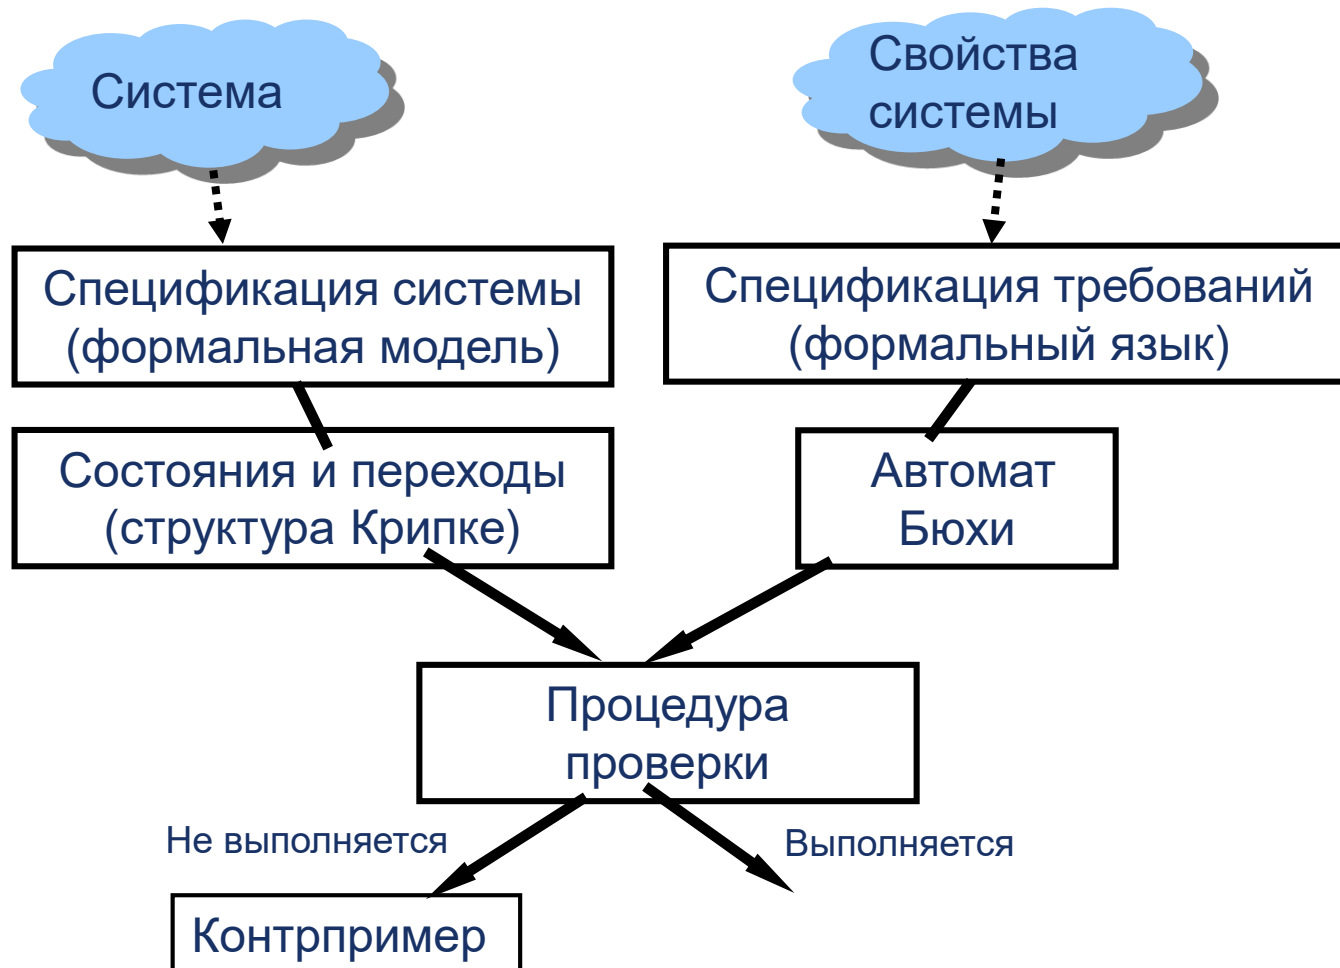 Система
Свойства
системы
Спецификация системы
(формальная модель)
Спецификация требований
(формальный язык)
Состояния и переходы
(структура Крипке)
Автомат
Бюхи
Процедура
проверки
Не выполняется
Выполняется
Контрпример